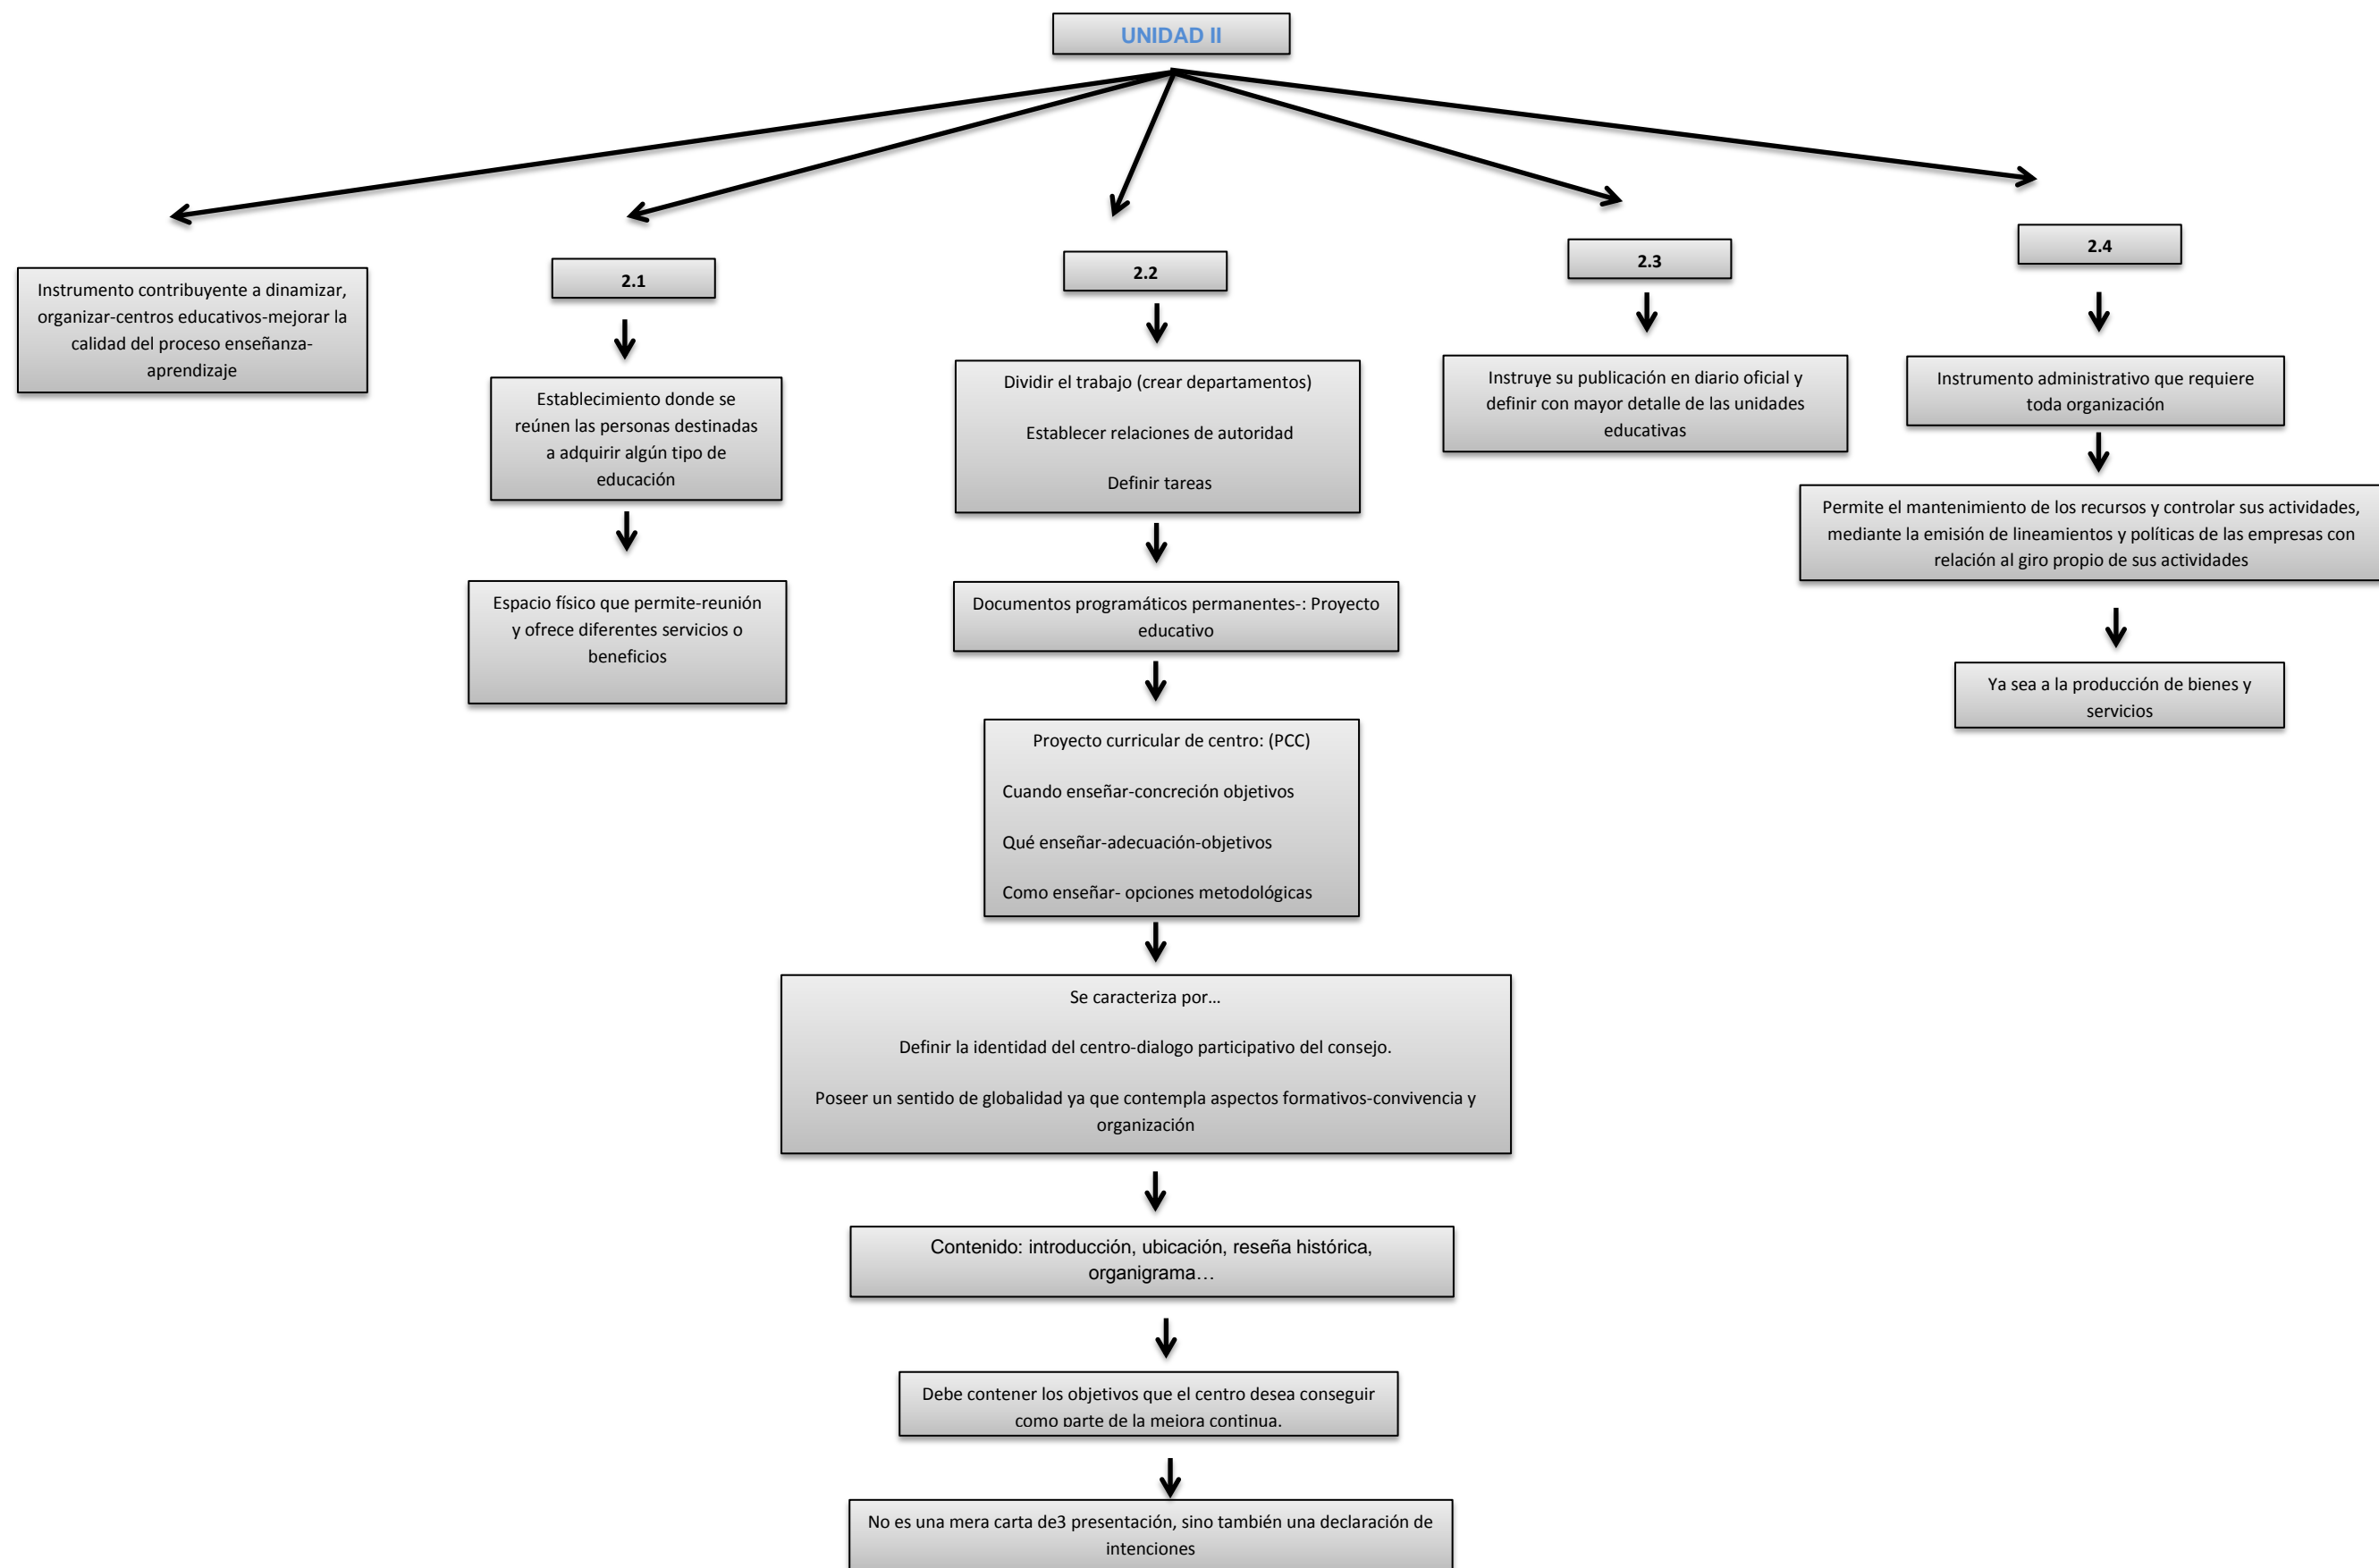 UNIDAD II
Instrumento contribuyente a dinamizar,
organizar-centros educativos-mejorar la
calidad del proceso enseñanza-
aprendizaje
2.1
Establecimiento donde se
reúnen las personas destinadas
a adquirir algún tipo de
educación
Espacio físico que permite-reunión
y ofrece diferentes servicios o
beneficios
2.2
Dividir el trabajo (crear departamentos)
Establecer relaciones de autoridad
Definir tareas
Documentos programáticos permanentes-: Proyecto
educativo
Proyecto curricular de centro: (PCC)
Cuando enseñar-concreción objetivos
Qué enseñar-adecuación-objetivos
Como enseñar- opciones metodológicas
Se caracteriza por…
Definir la identidad del centro-dialogo participativo del consejo.
Poseer un sentido de globalidad ya que contempla aspectos formativos-convivencia y
organización
Contenido: introducción, ubicación, reseña histórica,
organigrama…
Debe contener los objetivos que el centro desea conseguir
como parte de la mejora continua.
No es una mera carta de3 presentación, sino también una declaración de
intenciones
2.3
Instruye su publicación en diario oficial y
definir con mayor detalle de las unidades
educativas
2.4
Instrumento administrativo que requiere
toda organización
Permite el mantenimiento de los recursos y controlar sus actividades,
mediante la emisión de lineamientos y políticas de las empresas con
relación al giro propio de sus actividades
Ya sea a la producción de bienes y
servicios